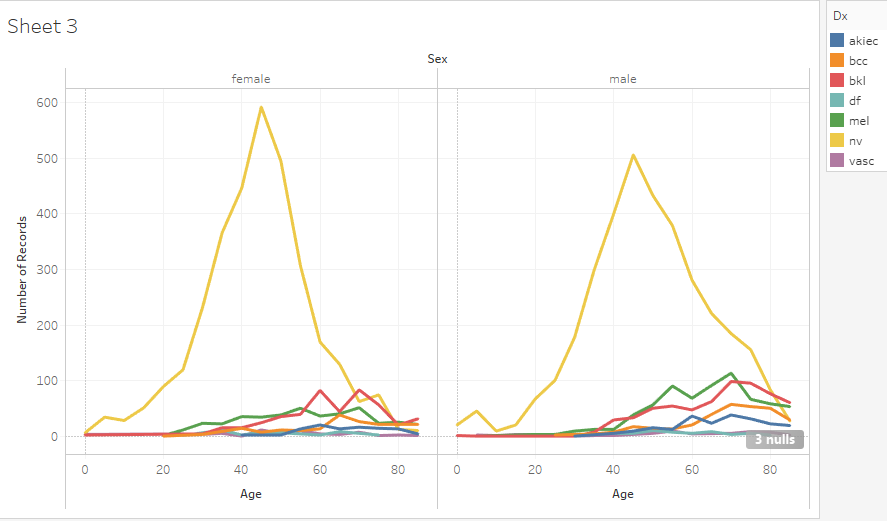 Sheet 3
Sex
female
male
Number of Records
600
500
400
300
200
100
0
3 nulls
0 20 40 60 80
0 20 40 60 80
Age
Age
Dx
akiec
bcc
bkl
df
mel
nv
vasc